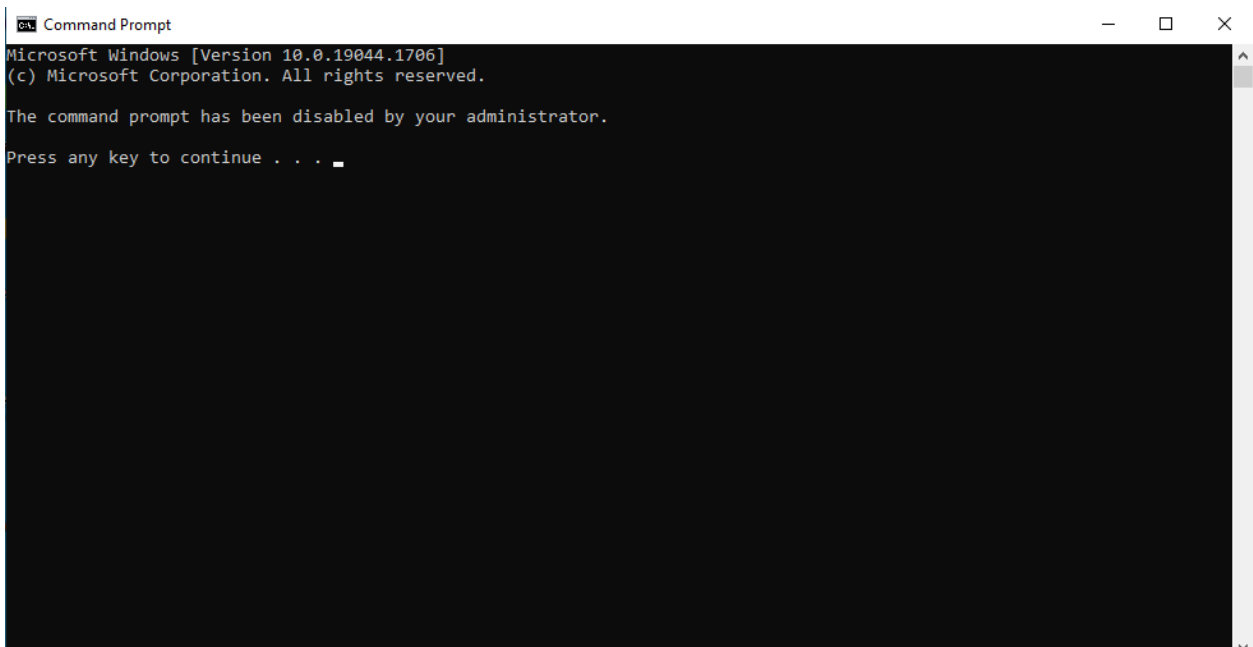 Command Prompt
Microsoft Windows [Version 10.0.19044.1706]
(c) Microsoft Corporation. All rights reserved.
The command prompt has been disabled by your administrator.
Press any key to continue . . .